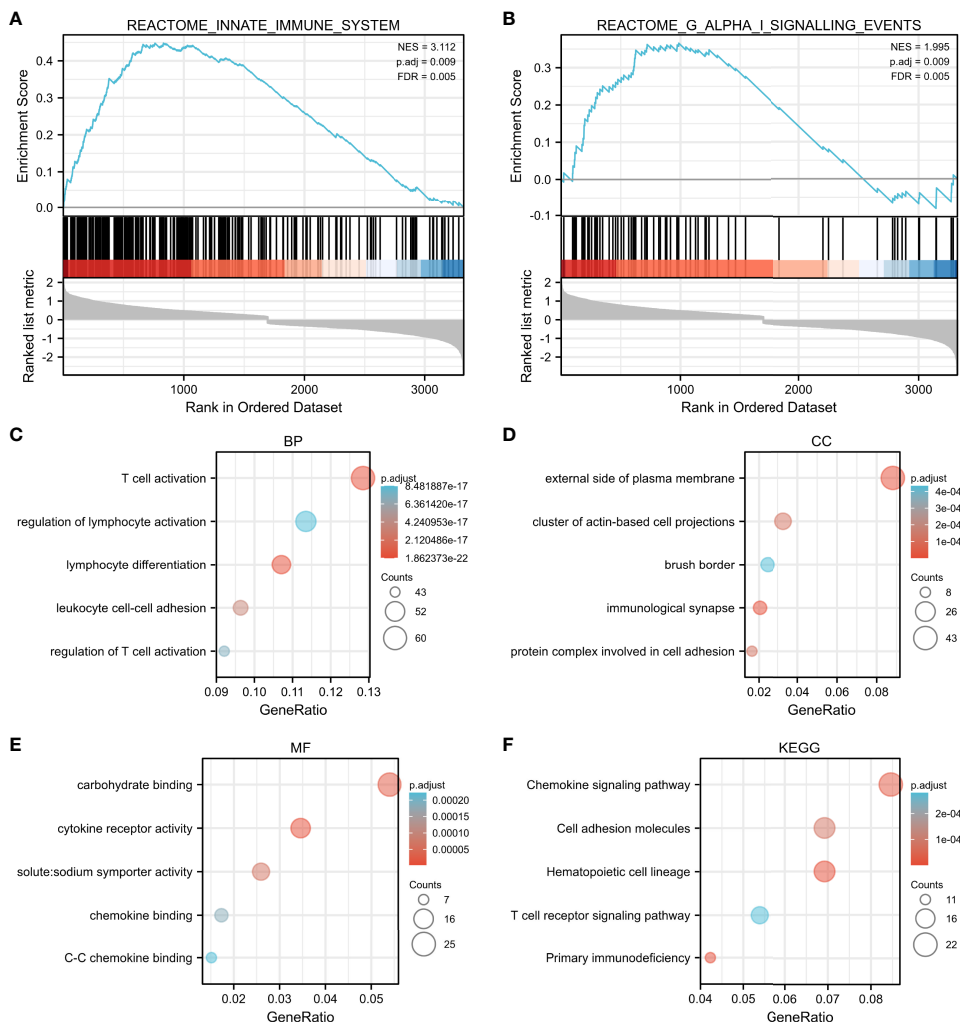 A
REACTOME_INNATE_IMMUNE_SYSTEM
NES = 3.112
p.adj = 0.009
FDR = 0.005
Enrichment Score
0.4
0.3
0.2
0.1
0.0
Ranked list metric
2
1
0
-1
-2
1000 2000 3000
Rank in Ordered Dataset
B
REACTOME_G_ALPHA_I_SIGNALLING_EVENTS
NES = 1.995
p.adj = 0.009
FDR = 0.005
Enrichment Score
0.3
0.2
0.1
0.0
-0.1
Ranked list metric
2
1
0
-1
-2
1000 2000 3000
Rank in Ordered Dataset
C
BP
T cell activation
regulation of lymphocyte activation
lymphocyte differentiation
leukocyte cell-cell adhesion
regulation of T cell activation
0.09 0.10 0.11 0.12 0.13
GeneRatio
p.adjust
8.481887e-17
6.361420e-17
4.240953e-17
2.120486e-17
1.862373e-22
Counts
43
52
60
D
CC
external side of plasma membrane
cluster of actin-based cell projections
brush border
immunological synapse
protein complex involved in cell adhesion
0.02 0.04 0.06 0.08
GeneRatio
p.adjust
4e-04
3e-04
2e-04
1e-04
Counts
8
26
43
E
MF
carbohydrate binding
cytokine receptor activity
solute:sodium symporter activity
chemokine binding
C-C chemokine binding
0.02 0.03 0.04 0.05
GeneRatio
p.adjust
0.00020
0.00015
0.00010
0.00005
Counts
7
16
25
F
KEGG
Chemokine signaling pathway
Cell adhesion molecules
Hematopoietic cell lineage
T cell receptor signaling pathway
Primary immunodeficiency
0.04 0.05 0.06 0.07 0.08
GeneRatio
p.adjust
2e-04
1e-04
Counts
11
16
22